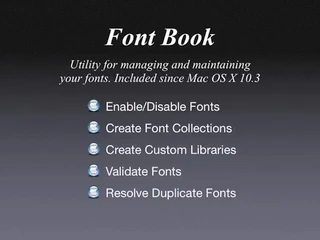 Font Book
Utility for managing and maintaining
your fonts. Included since Mac OS X 10.3
Enable/Disable Fonts
Create Font Collections
Create Custom Libraries
Validate Fonts
Resolve Duplicate Fonts